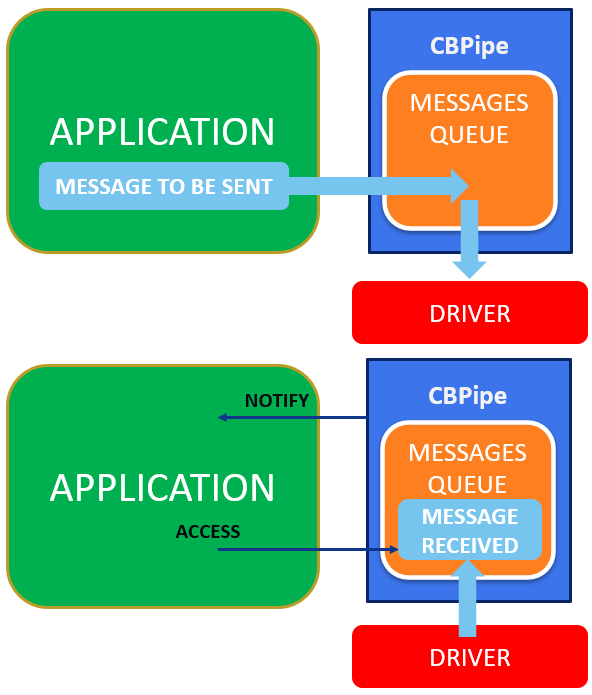 CBPipe
MESSAGES
QUEUE
APPLICATION
MESSAGE TO BE SENT
DRIVER
CBPipe
NOTIFY
MESSAGES
QUEUE
APPLICATION
MESSAGE
RECEIVED
ACCESS
DRIVER